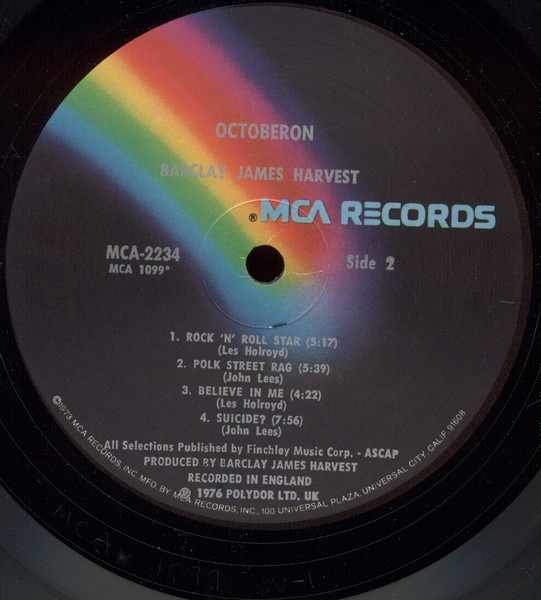 OCTOBERON
BARCLAY JAMES HARVEST
® MCA RECORDS
MCA-2234
MCA 1099*
Side 2
1. ROCK 'N' ROLL STAR (5:17)
(Les Holroyd)
2. POLK STREET RAG (5:39)
(John Lees)
3. BELIEVE IN ME (4:22)
(Les Holroyd)
4. SUICIDE? (7:56)
(John Lees)
All Selections Published by Finchley Music Corp. - ASCAP
PRODUCED BY BARCLAY JAMES HARVEST
RECORDED IN ENGLAND
℗ 1976 POLYDOR LTD. UK
©1973 MCA RECORDS, INC. MFD. BY MCA RECORDS, INC., 100 UNIVERSAL PLAZA, UNIVERSAL CITY, CALIF. 91608
MCA